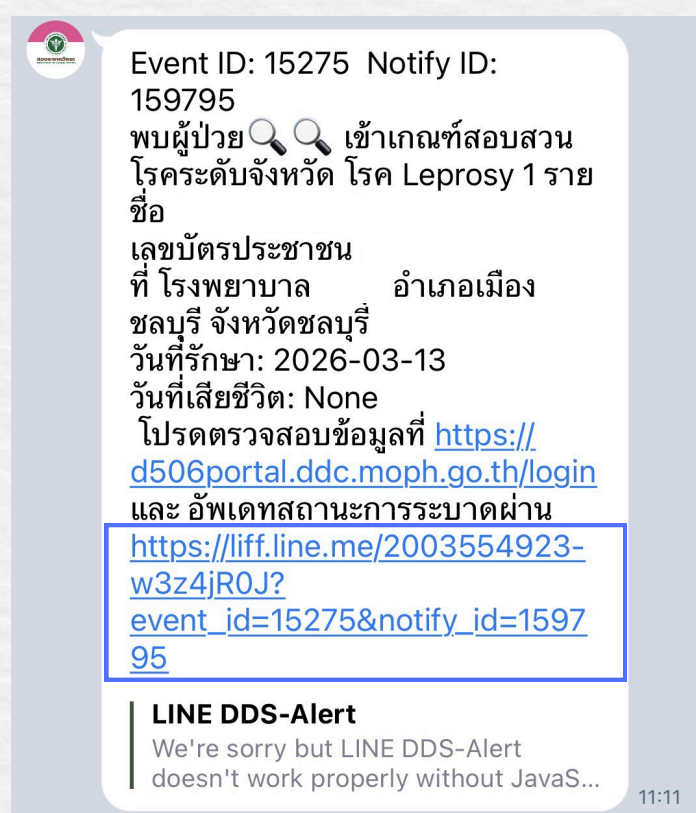 Event ID: 15275 Notify ID:
159795
พบผู้ป่วย🔍🔍 เข้าเกณฑ์สอบสวน
โรคระดับจังหวัด โรค Leprosy 1 ราย
ชื่อ
เลขบัตรประชาชน
ที่ โรงพยาบาล อำเภอเมือง
ชลบุรี จังหวัดชลบุรี
วันที่รักษา: 2026-03-13
วันที่เสียชีวิต: None
โปรดตรวจสอบข้อมูลที่ https://
d506portal.ddc.moph.go.th/login
และ อัพเดทสถานะการระบาดผ่าน
https://liff.line.me/2003554923-
w3z4jR0J?
event_id=15275&notify_id=1597
95
LINE DDS-Alert
We're sorry but LINE DDS-Alert
doesn't work properly without JavaS...
11:11